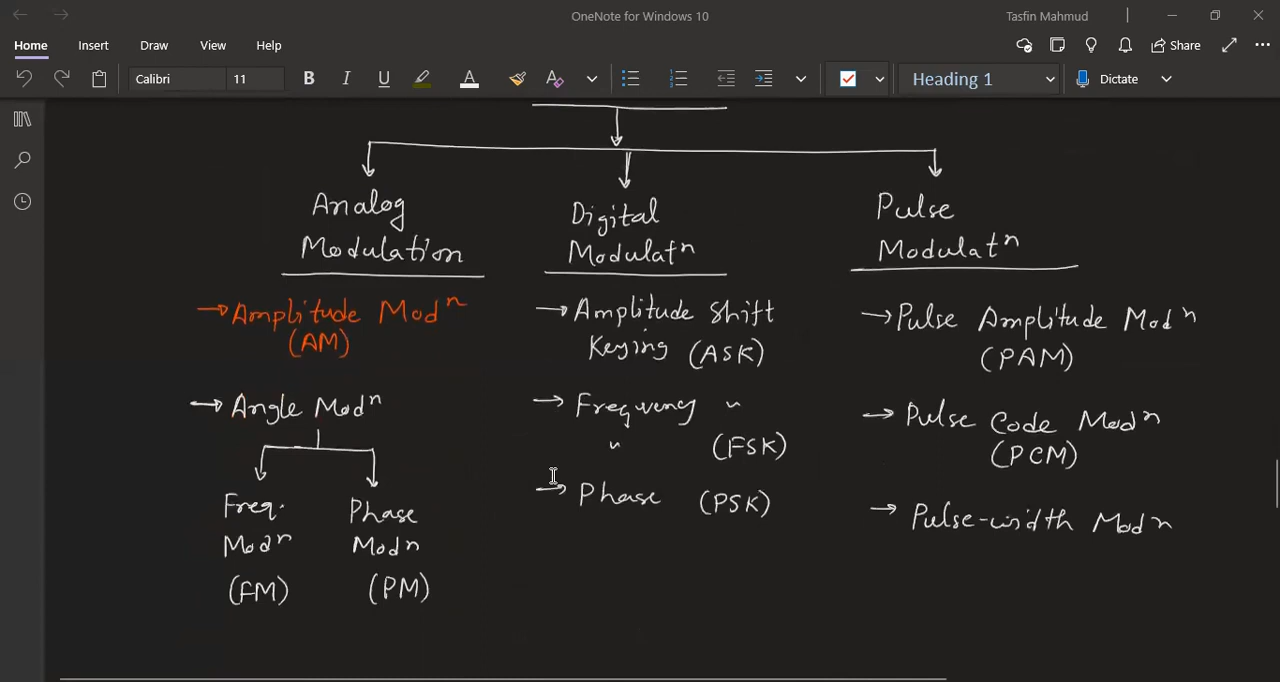 OneNote for Windows 10
Tasfin Mahmud
Home Insert Draw View Help
Share
Calibri 11 B I U A A Heading 1 Dictate
Analog
Modulation
→ Amplitude Modⁿ
(AM)
→ Angle Modⁿ
Freq.
Modⁿ
(FM)
Phase
Modⁿ
(PM)
Digital
Modulatⁿ
→ Amplitude Shift
Keying (ASK)
→ Frequency "
" (FSK)
→ Phase (PSK)
Pulse
Modulatⁿ
→ Pulse Amplitude Modⁿ
(PAM)
→ Pulse Code Modⁿ
(PCM)
→ Pulse-width Modⁿ